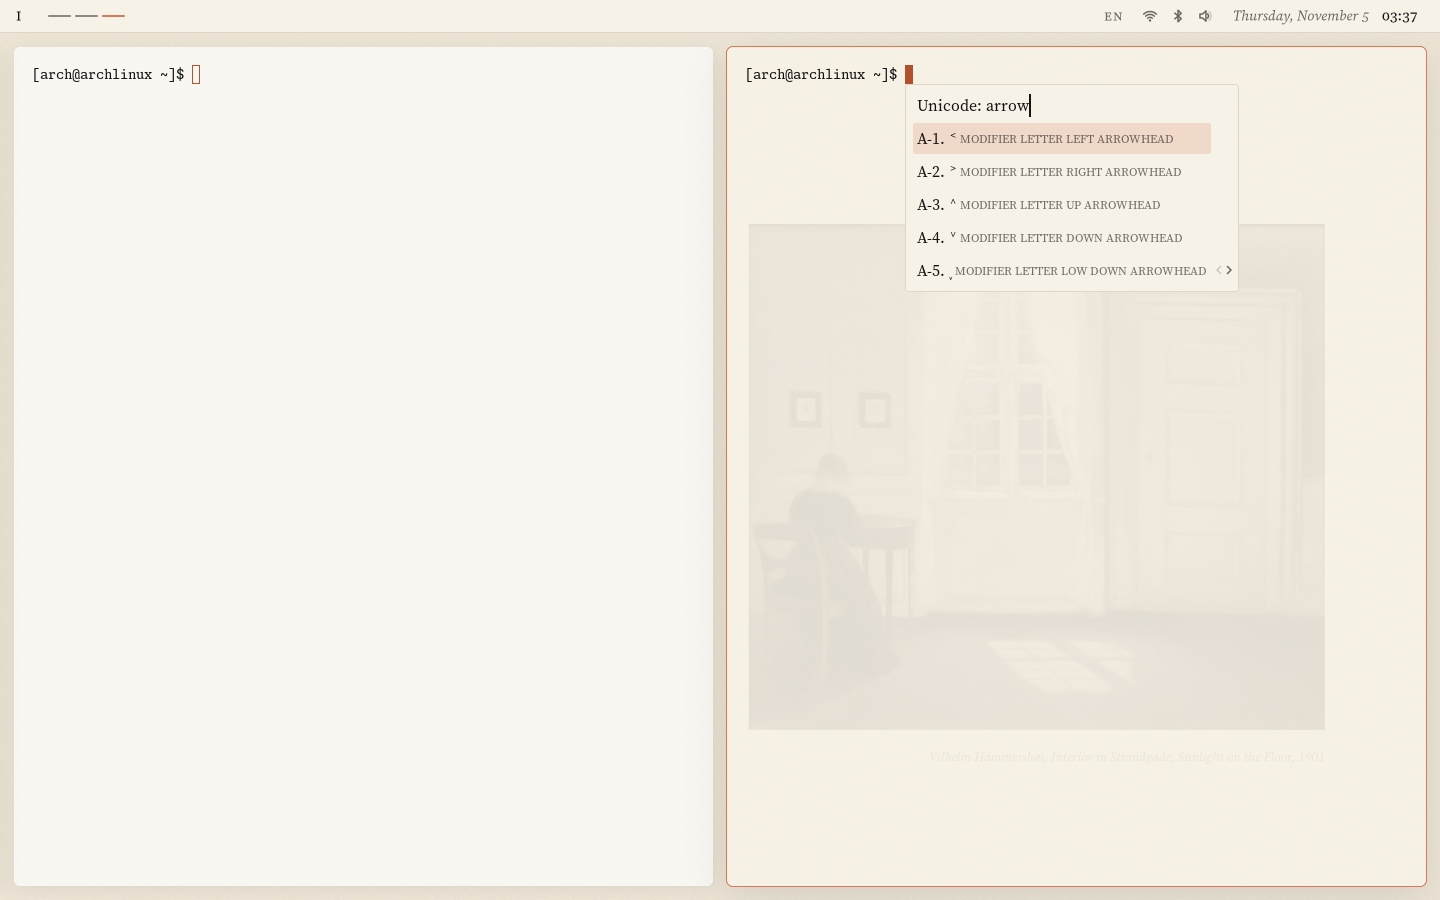 I
EN
Thursday, November 5 03:37
[arch@archlinux ~]$
[arch@archlinux ~]$
Unicode: arrow
A-1. ˂ MODIFIER LETTER LEFT ARROWHEAD
A-2. ˃ MODIFIER LETTER RIGHT ARROWHEAD
A-3. ˄ MODIFIER LETTER UP ARROWHEAD
A-4. ˅ MODIFIER LETTER DOWN ARROWHEAD
A-5. ˯ MODIFIER LETTER LOW DOWN ARROWHEAD
Vilhelm Hammershøi, Interior in Strandgade, Sunlight on the Floor, 1901